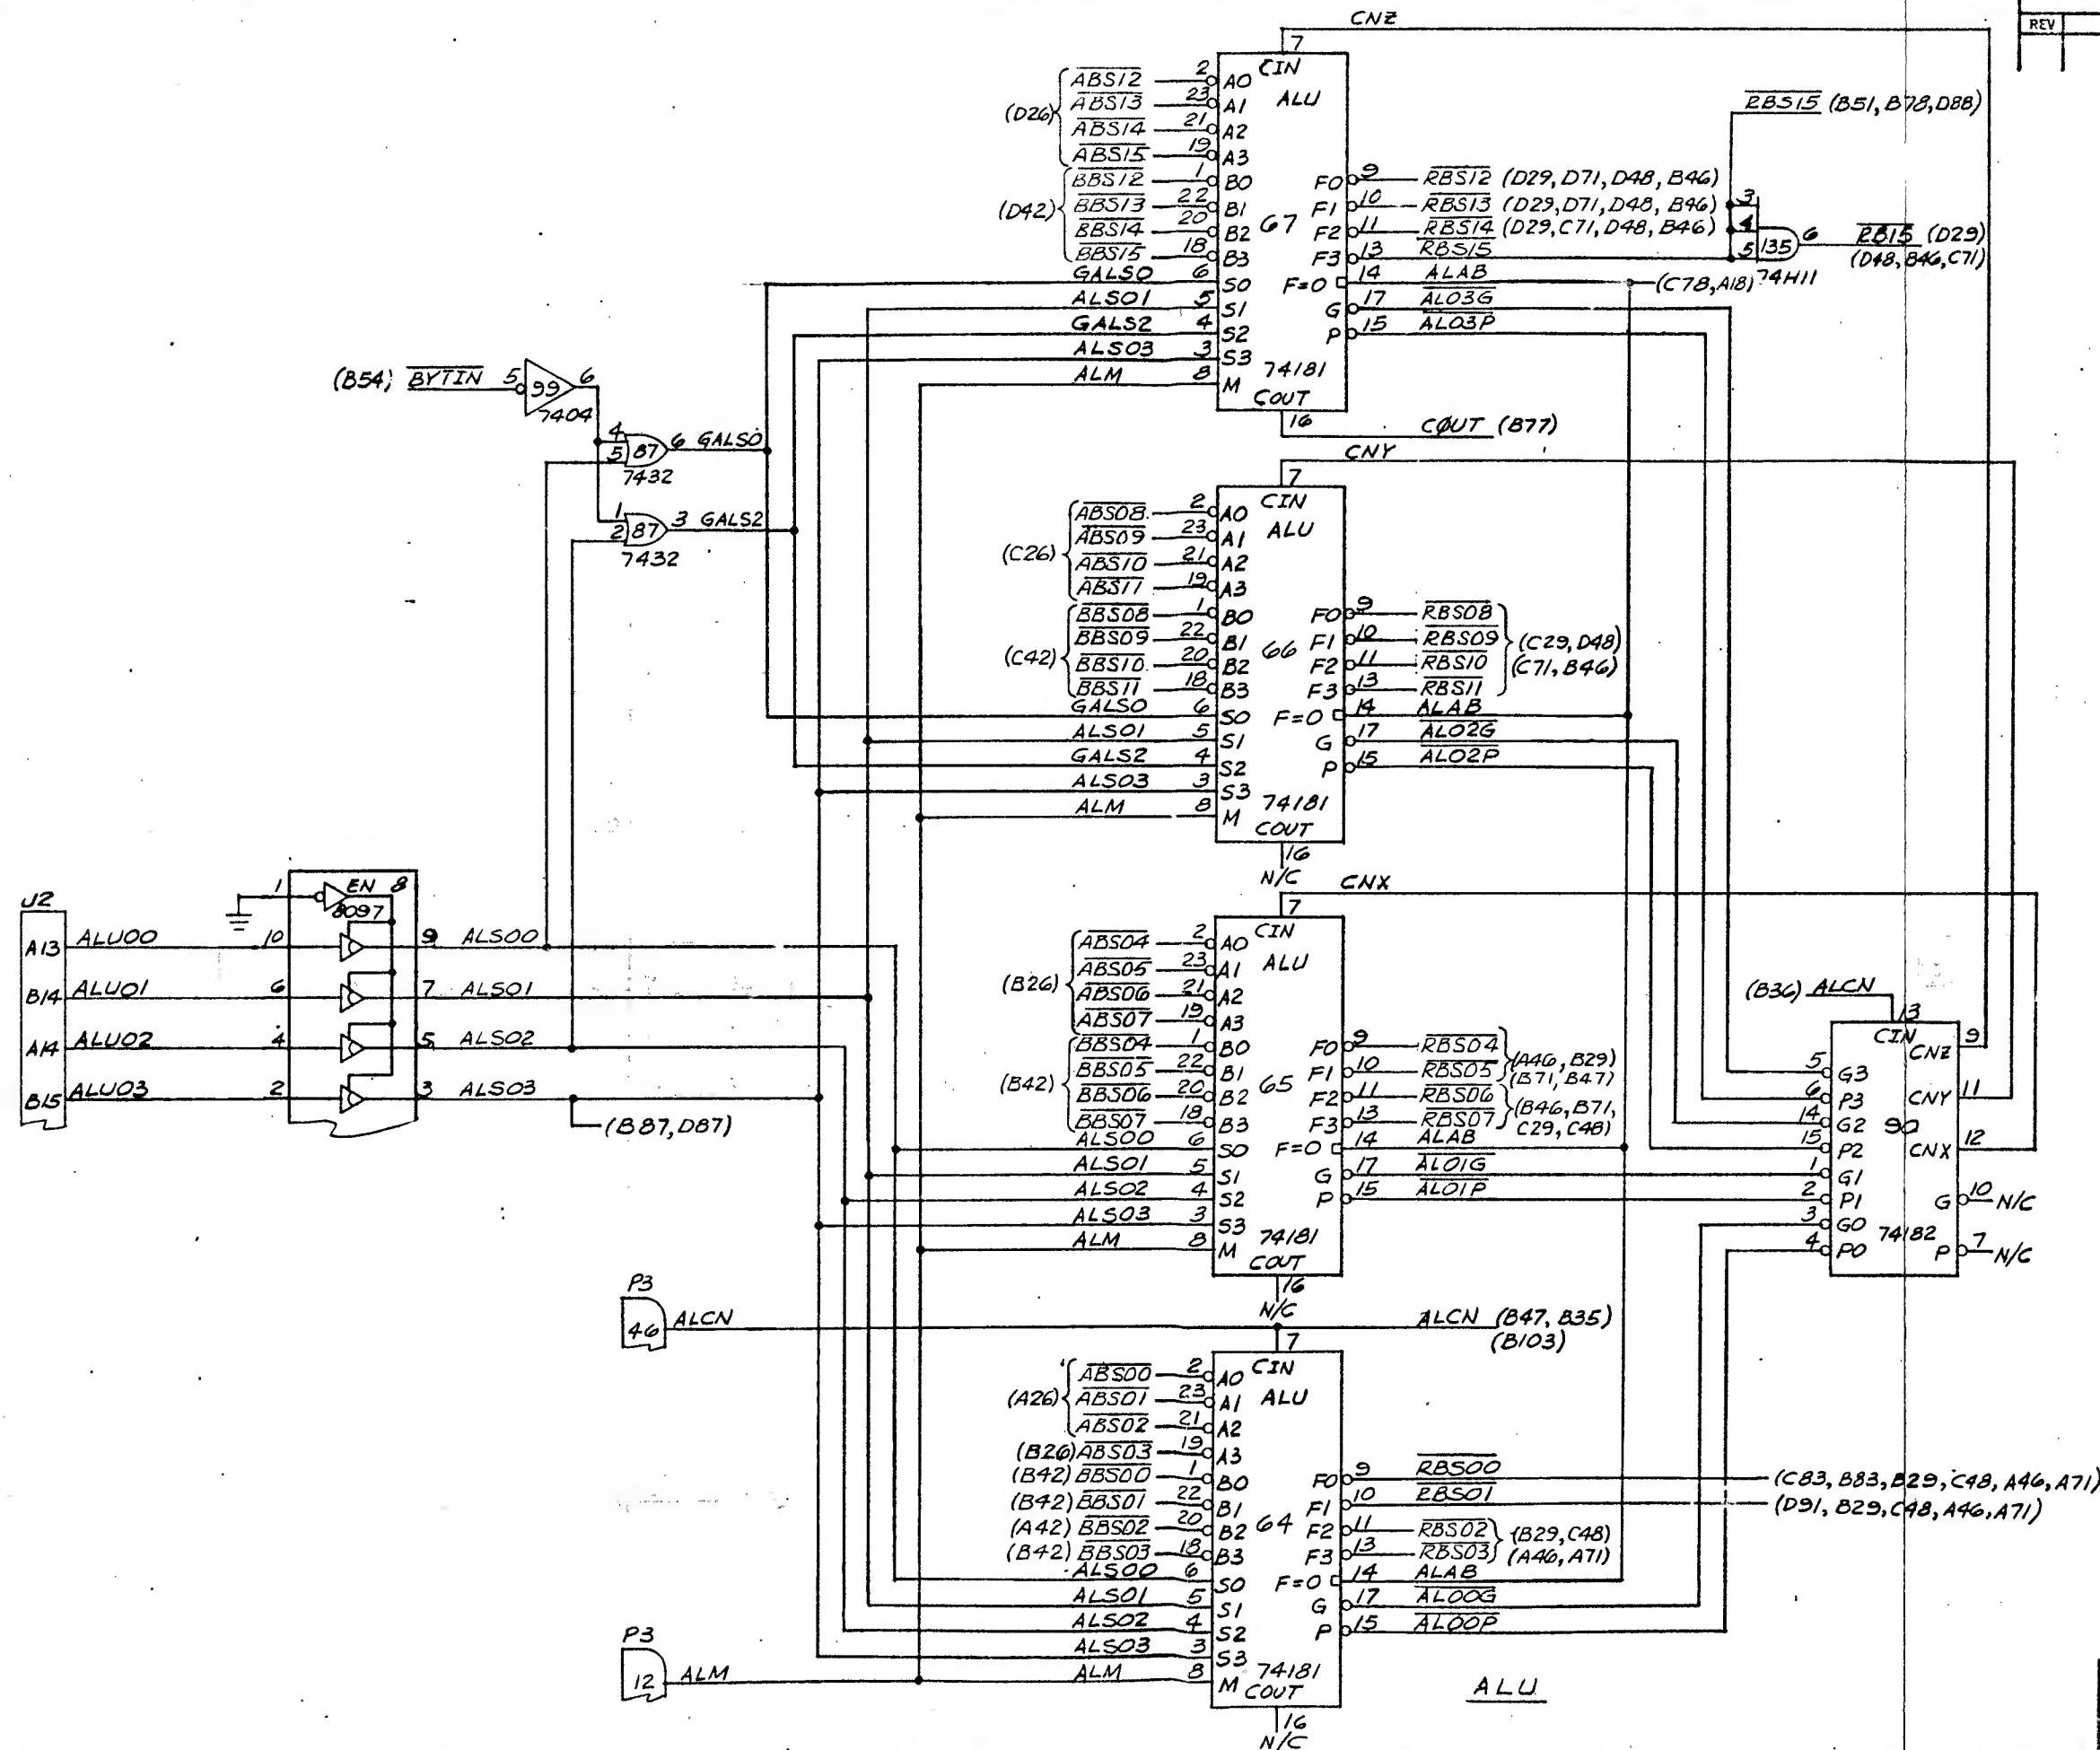 REV
CNZ
7
CIN
ALU
(D26)
ABS12 2 A0
ABS13 23 A1
ABS14 21 A2
ABS15 19 A3
(D42)
BBS12 1 B0
BBS13 22 B1
BBS14 20 B2
BBS15 18 B3
GALS0 6 S0
ALS01 5 S1
GALS2 4 S2
ALS03 3 S3
ALM 8 M
67
74181
COUT
16
CØUT (B77)
F0 9 RBS12 (D29, D71, D48, B46)
F1 10 RBS13 (D29, D71, D48, B46)
F2 11 RBS14 (D29, C71, D48, B46)
F3 13 RBS15
F=0 14 ALAB
(C78, A18)
G 17 AL03G
P 15 AL03P
RBS15 (B51, B78, D88)
3
4
5
135
6
74H11
RB15 (D29)
(D48, B46, C71)
(B54) BYTIN 5 99 6
7404
4
5
87
6 GALS0
7432
1
2
87
3 GALS2
7432
CNY
7
CIN
ALU
(C26)
ABS08 2 A0
ABS09 23 A1
ABS10 21 A2
ABS11 19 A3
(C42)
BBS08 1 B0
BBS09 22 B1
BBS10 20 B2
BBS11 18 B3
GALS0 6 S0
ALS01 5 S1
GALS2 4 S2
ALS03 3 S3
ALM 8 M
66
74181
COUT
16
N/C
F0 9 RBS08
F1 10 RBS09
F2 11 RBS10
F3 13 RBS11
(C29, D48)
(C71, B46)
F=0 14 ALAB
G 17 AL02G
P 15 AL02P
J2
A13 ALU00 10
B14 ALU01 6
A14 ALU02 4
B15 ALU03 2
1
EN 8
8097
9 ALS00
7 ALS01
5 ALS02
3 ALS03
(B87, D87)
CNX
7
CIN
ALU
(B26)
ABS04 2 A0
ABS05 23 A1
ABS06 21 A2
ABS07 19 A3
(B42)
BBS04 1 B0
BBS05 22 B1
BBS06 20 B2
BBS07 18 B3
ALS00 6 S0
ALS01 5 S1
ALS02 4 S2
ALS03 3 S3
ALM 8 M
65
74181
COUT
16
N/C
F0 9 RBS04
F1 10 RBS05
(A46, B29)
(B71, B47)
F2 11 RBS06
F3 13 RBS07
(B46, B71,
C29, C48)
F=0 14 ALAB
G 17 AL01G
P 15 AL01P
(B36) ALCN
13
CIN
5 G3
6 P3
14 G2
15 P2
1 G1
2 P1
3 G0
4 P0
90
74182
CNZ 9
CNY 11
CNX 12
G 10 N/C
P 7 N/C
P3
46 ALCN
ALCN (B47, B35)
(B103)
7
CIN
ALU
(A26)
ABS00 2 A0
ABS01 23 A1
ABS02 21 A2
(B26) ABS03 19 A3
(B42) BBS00 1 B0
(B42) BBS01 22 B1
(A42) BBS02 20 B2
(B42) BBS03 18 B3
ALS00 6 S0
ALS01 5 S1
ALS02 4 S2
ALS03 3 S3
ALM 8 M
64
74181
COUT
16
N/C
F0 9 RBS00 (C83, B83, B29, C48, A46, A71)
F1 10 RBS01 (D91, B29, C48, A46, A71)
F2 11 RBS02
F3 13 RBS03
(B29, C48)
(A46, A71)
F=0 14 ALAB
G 17 AL00G
P 15 AL00P
P3
12 ALM
ALU